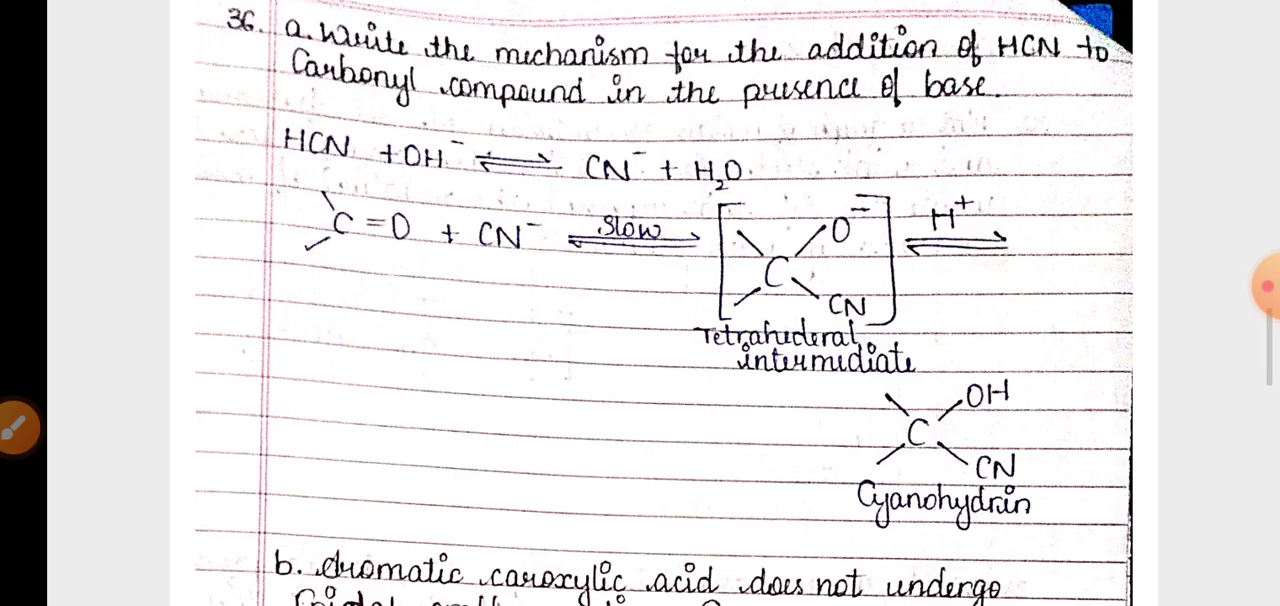 36. a. Write the mechanism for the addition of HCN to
Carbonyl compound in the presence of base.
HCN + OH⁻ ⇌ CN⁻ + H₂O
C = O + CN⁻ ⇌ Slow [ C O⁻ CN ] H⁺ ⇌
Tetrahederal
intermediate
C OH
CN
Cyanohydrin
b. Aromatic caroxylic acid does not undergo